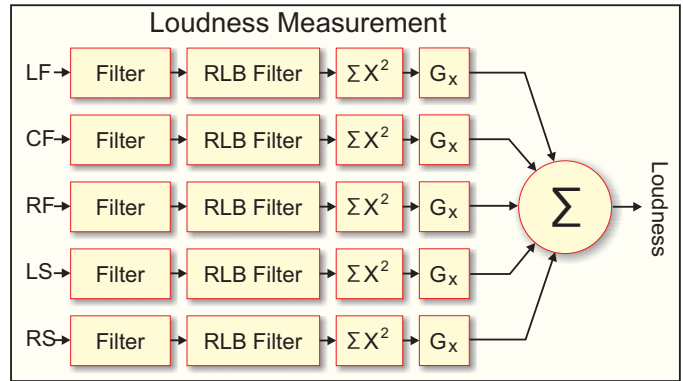 Loudness Measurement
LF Filter RLB Filter ΣX² Gx
CF Filter RLB Filter ΣX² Gx
RF Filter RLB Filter ΣX² Gx Σ Loudness
LS Filter RLB Filter ΣX² Gx
RS Filter RLB Filter ΣX² Gx